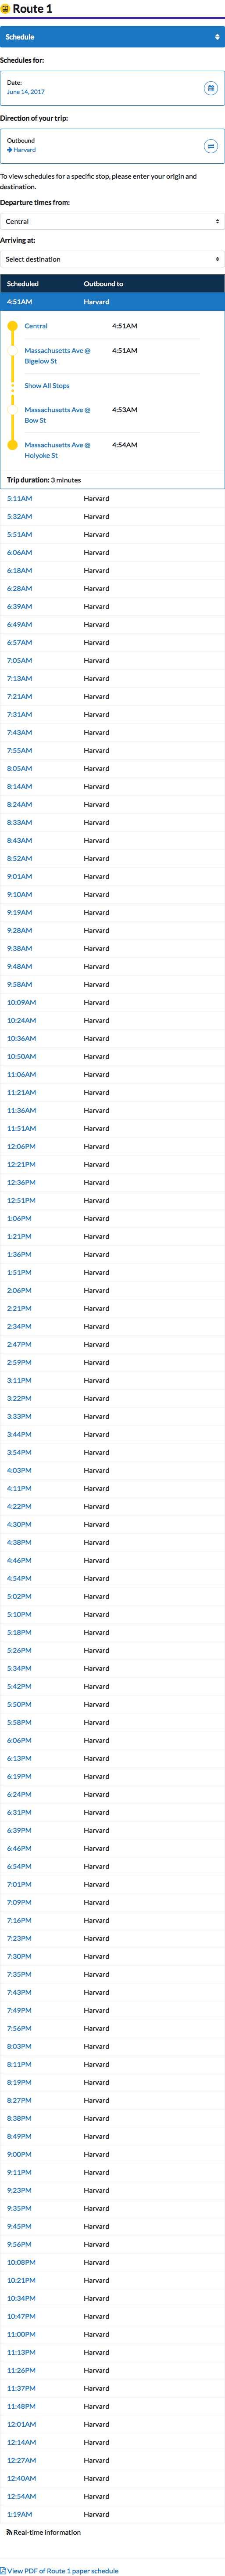 Route 1
Schedule
Schedules for:
Date:
June 14, 2017
Direction of your trip:
Outbound
Harvard
To view schedules for a specific stop, please enter your origin and
destination.
Departure times from:
Central
Arriving at:
Select destination
Scheduled Outbound to
4:51AM Harvard
Central 4:51AM
Massachusetts Ave @ 4:51AM
Bigelow St
Show All Stops
Massachusetts Ave @ 4:53AM
Bow St
Massachusetts Ave @ 4:54AM
Holyoke St
Trip duration: 3 minutes
5:11AM Harvard
5:32AM Harvard
5:51AM Harvard
6:06AM Harvard
6:18AM Harvard
6:28AM Harvard
6:39AM Harvard
6:49AM Harvard
6:57AM Harvard
7:05AM Harvard
7:13AM Harvard
7:21AM Harvard
7:31AM Harvard
7:43AM Harvard
7:55AM Harvard
8:05AM Harvard
8:14AM Harvard
8:24AM Harvard
8:33AM Harvard
8:43AM Harvard
8:52AM Harvard
9:01AM Harvard
9:10AM Harvard
9:19AM Harvard
9:28AM Harvard
9:38AM Harvard
9:48AM Harvard
9:58AM Harvard
10:09AM Harvard
10:24AM Harvard
10:36AM Harvard
10:50AM Harvard
11:06AM Harvard
11:21AM Harvard
11:36AM Harvard
11:51AM Harvard
12:06PM Harvard
12:21PM Harvard
12:36PM Harvard
12:51PM Harvard
1:06PM Harvard
1:21PM Harvard
1:36PM Harvard
1:51PM Harvard
2:06PM Harvard
2:21PM Harvard
2:34PM Harvard
2:47PM Harvard
2:59PM Harvard
3:11PM Harvard
3:22PM Harvard
3:33PM Harvard
3:44PM Harvard
3:54PM Harvard
4:03PM Harvard
4:11PM Harvard
4:22PM Harvard
4:30PM Harvard
4:38PM Harvard
4:46PM Harvard
4:54PM Harvard
5:02PM Harvard
5:10PM Harvard
5:18PM Harvard
5:26PM Harvard
5:34PM Harvard
5:42PM Harvard
5:50PM Harvard
5:58PM Harvard
6:06PM Harvard
6:13PM Harvard
6:19PM Harvard
6:24PM Harvard
6:31PM Harvard
6:39PM Harvard
6:46PM Harvard
6:54PM Harvard
7:01PM Harvard
7:09PM Harvard
7:16PM Harvard
7:23PM Harvard
7:30PM Harvard
7:35PM Harvard
7:43PM Harvard
7:49PM Harvard
7:56PM Harvard
8:03PM Harvard
8:11PM Harvard
8:19PM Harvard
8:27PM Harvard
8:38PM Harvard
8:49PM Harvard
9:00PM Harvard
9:11PM Harvard
9:23PM Harvard
9:35PM Harvard
9:45PM Harvard
9:56PM Harvard
10:08PM Harvard
10:21PM Harvard
10:34PM Harvard
10:47PM Harvard
11:00PM Harvard
11:13PM Harvard
11:26PM Harvard
11:37PM Harvard
11:48PM Harvard
12:01AM Harvard
12:14AM Harvard
12:27AM Harvard
12:40AM Harvard
12:54AM Harvard
1:19AM Harvard
Real-time information
View PDF of Route 1 paper schedule